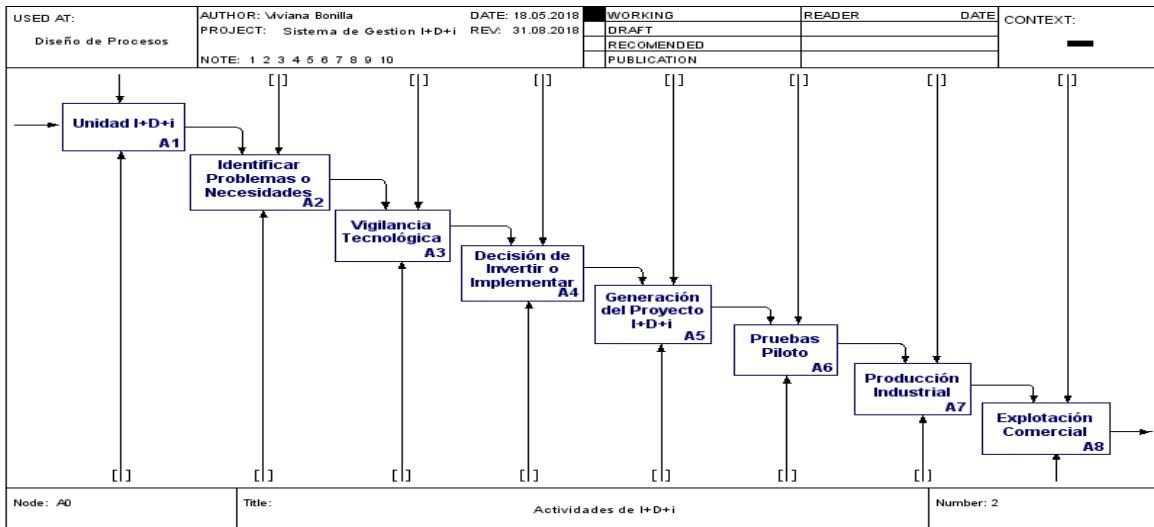 USED AT:
Diseño de Procesos
AUTHOR: Viviana Bonilla
DATE: 18.05.2018
PROJECT: Sistema de Gestion I+D+i
REV: 31.08.2018
NOTE: 1 2 3 4 5 6 7 8 9 10
WORKING
DRAFT
RECOMENDED
PUBLICATION
READER
DATE
CONTEXT:
Unidad I+D+i
A1
Identificar
Problemas o
Necesidades
A2
Vigilancia
Tecnológica
A3
Decisión de
Invertir o
Implementar
A4
Generación
del Proyecto
I+D+i
A5
Pruebas
Piloto
A6
Producción
Industrial
A7
Explotación
Comercial
A8
Node: A0
Title:
Actividades de I+D+i
Number: 2